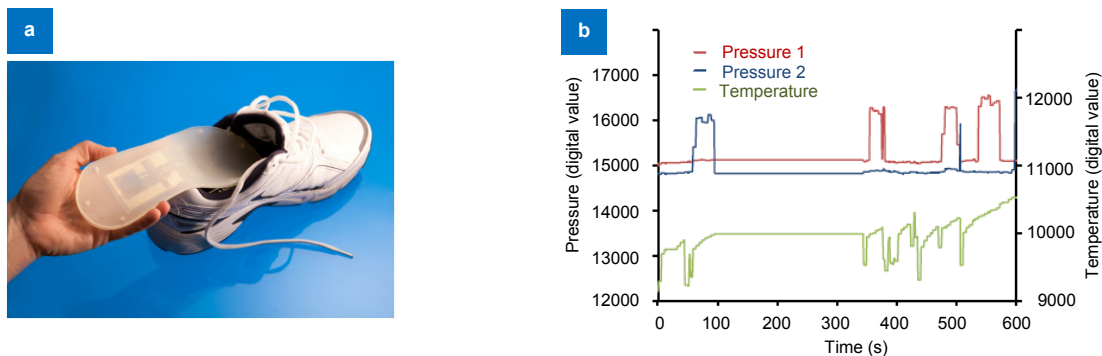 a
b
Pressure 1
Pressure 2
Temperature
Pressure (digital value)
17000
16000
15000
14000
13000
12000
Temperature (digital value)
12000
11000
10000
9000
0 100 200 300 400 500 600
Time (s)